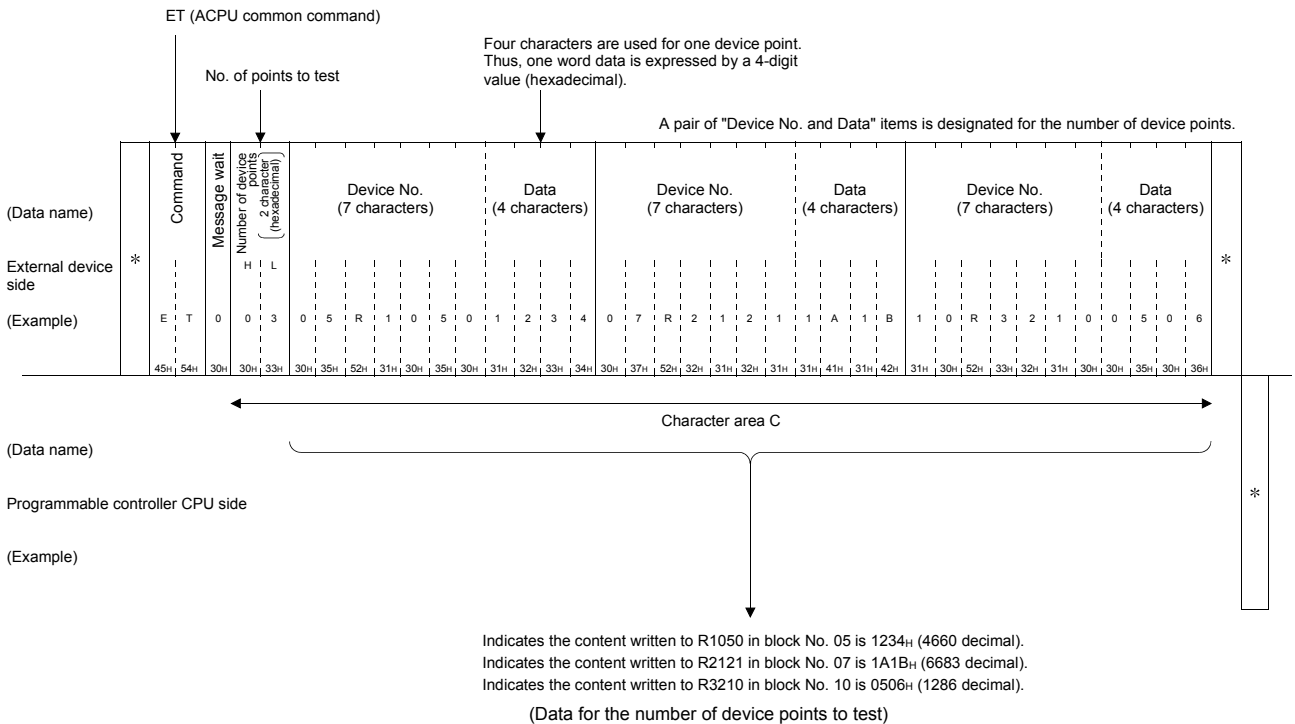 ET (ACPU common command)
No. of points to test
Four characters are used for one device point.
Thus, one word data is expressed by a 4-digit
value (hexadecimal).
A pair of "Device No. and Data" items is designated for the number of device points.
(Data name)
Command
Message wait
Number of device points
2 character
(hexadecimal)
Device No.
(7 characters)
Data
(4 characters)
Device No.
(7 characters)
Data
(4 characters)
Device No.
(7 characters)
Data
(4 characters)
External device
side
*
H L
*
(Example)
E T 0 0 3 0 5 R 1 0 5 0 1 2 3 4 0 7 R 2 1 2 1 1 A 1 B 1 0 R 3 2 1 0 0 5 0 6
45H 54H 30H 30H 33H 30H 35H 52H 31H 30H 35H 30H 31H 32H 33H 34H 30H 37H 52H 32H 31H 32H 31H 31H 41H 31H 42H 31H 30H 52H 33H 32H 31H 30H 30H 35H 30H 36H
Character area C
(Data name)
Programmable controller CPU side
*
(Example)
Indicates the content written to R1050 in block No. 05 is 1234H (4660 decimal).
Indicates the content written to R2121 in block No. 07 is 1A1BH (6683 decimal).
Indicates the content written to R3210 in block No. 10 is 0506H (1286 decimal).
(Data for the number of device points to test)